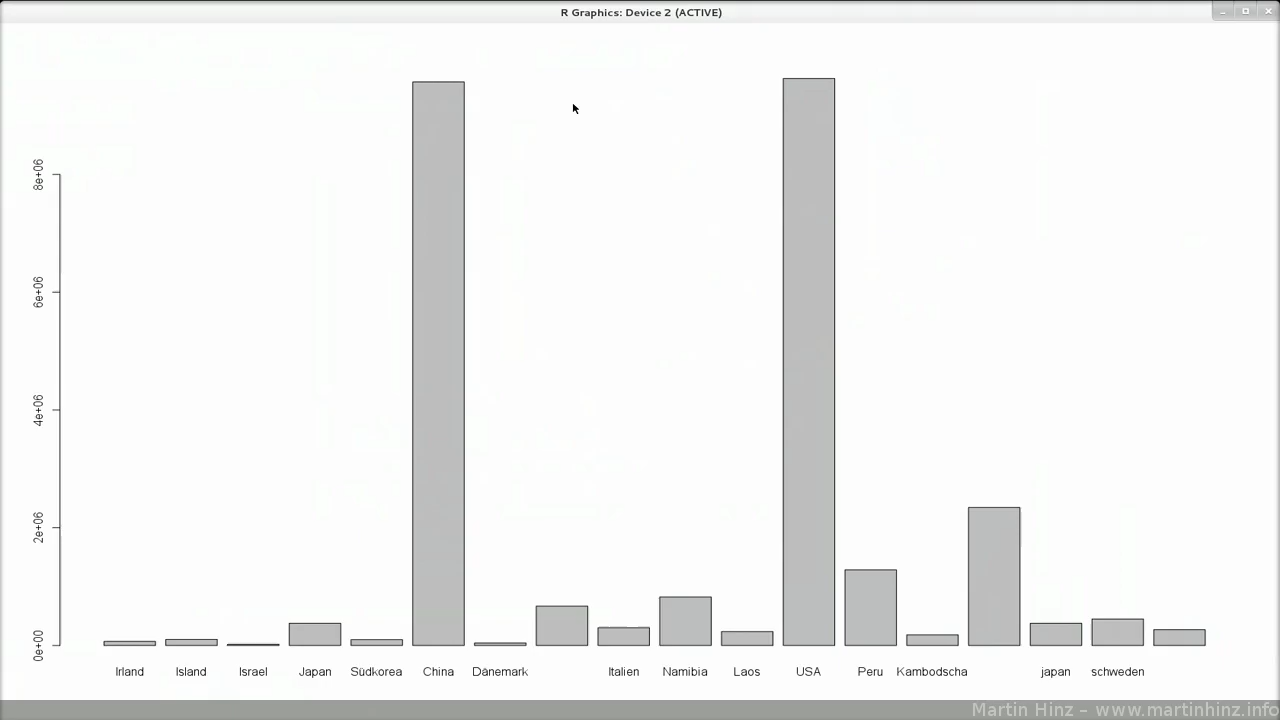 R Graphics: Device 2 (ACTIVE)
8e+06
6e+06
4e+06
2e+06
0e+00
Irland Island Israel Japan Südkorea China Dänemark Italien Namibia Laos USA Peru Kambodscha japan schweden
Martin Hinz – www.martinhinz.info